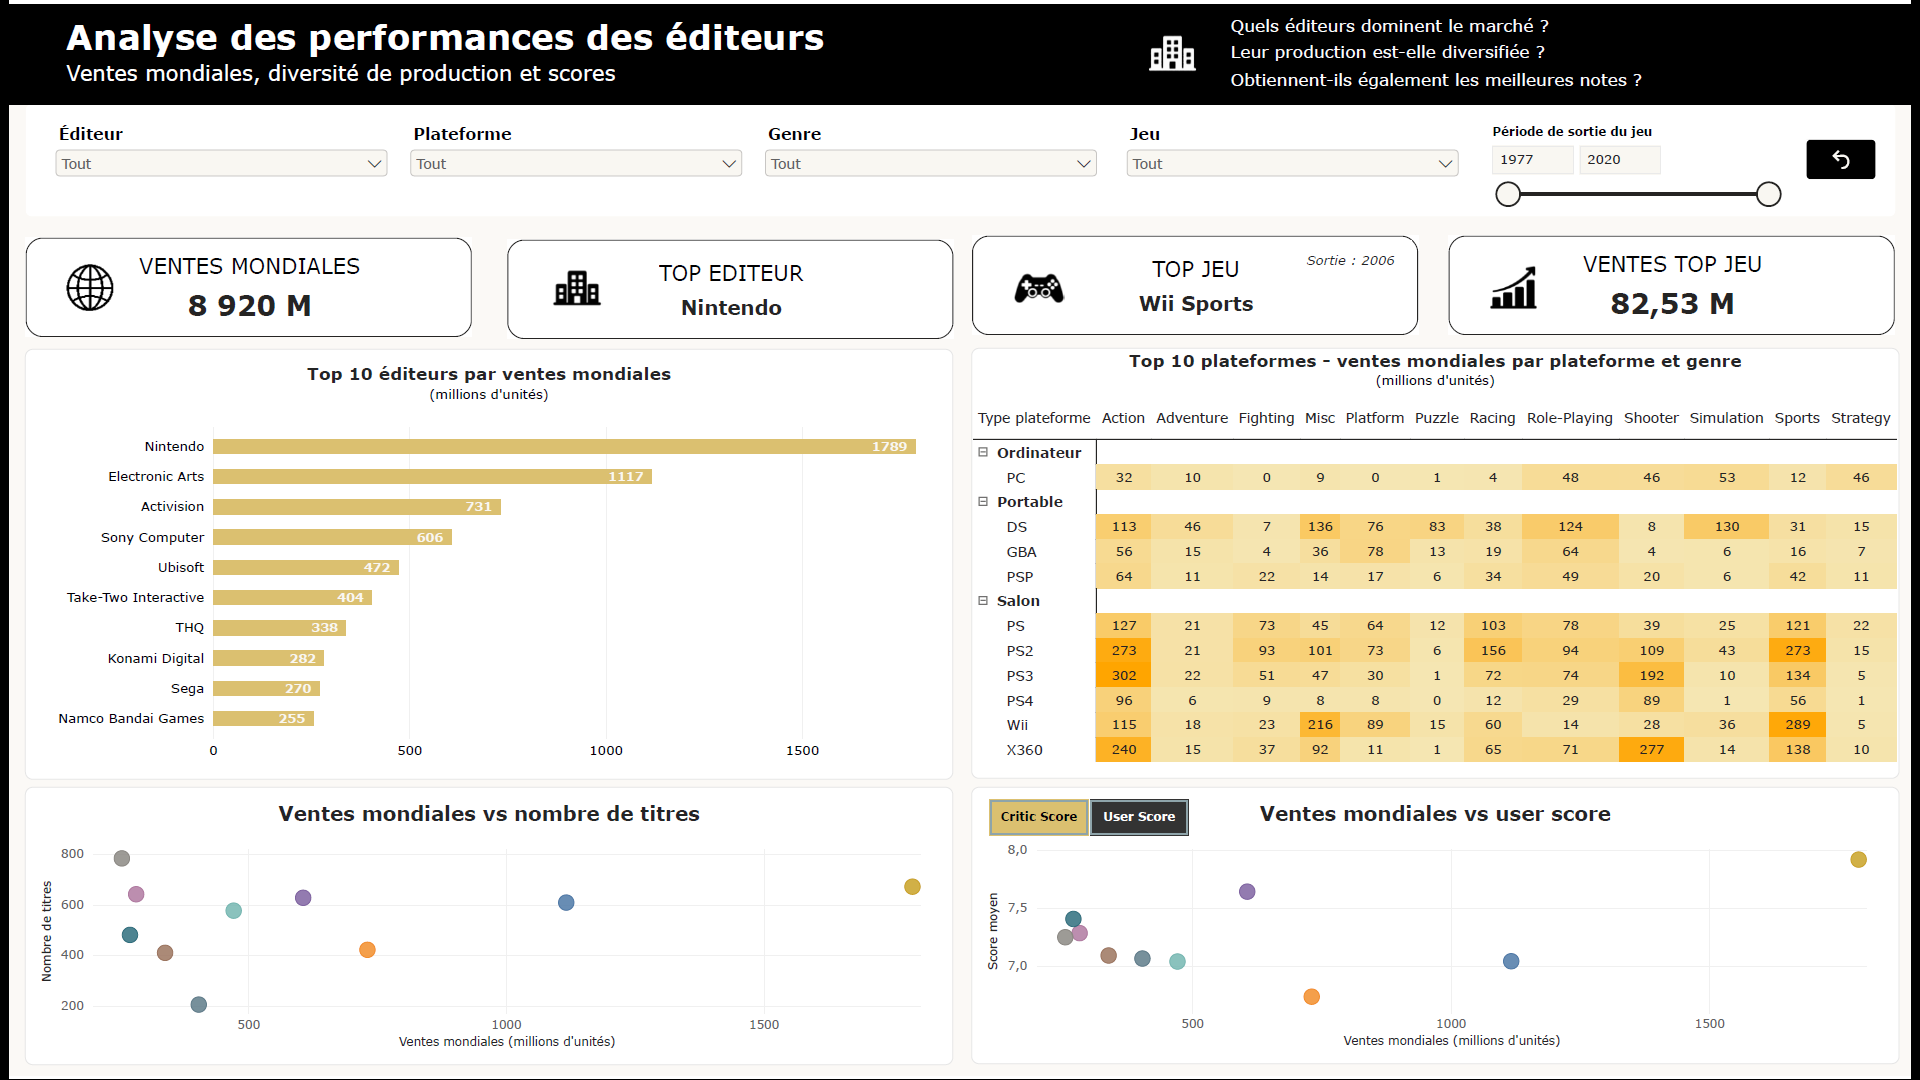 Analyse des performances des éditeurs
Ventes mondiales, diversité de production et scores
Quels éditeurs dominent le marché ?
Leur production est-elle diversifiée ?
Obtiennent-ils également les meilleures notes ?
Éditeur
Tout
Plateforme
Tout
Genre
Tout
Jeu
Tout
Période de sortie du jeu
1977 2020
VENTES MONDIALES
8 920 M
TOP EDITEUR
Nintendo
TOP JEU
Sortie : 2006
Wii Sports
VENTES TOP JEU
82,53 M
Top 10 éditeurs par ventes mondiales
(millions d'unités)
Nintendo 1789
Electronic Arts 1117
Activision 731
Sony Computer 606
Ubisoft 472
Take-Two Interactive 404
THQ 338
Konami Digital 282
Sega 270
Namco Bandai Games 255
0 500 1000 1500
Top 10 plateformes - ventes mondiales par plateforme et genre
(millions d'unités)
Type plateforme Action Adventure Fighting Misc Platform Puzzle Racing Role-Playing Shooter Simulation Sports Strategy
Ordinateur
PC 32 10 0 9 0 1 4 48 46 53 12 46
Portable
DS 113 46 7 136 76 83 38 124 8 130 31 15
GBA 56 15 4 36 78 13 19 64 4 6 16 7
PSP 64 11 22 14 17 6 34 49 20 6 42 11
Salon
PS 127 21 73 45 64 12 103 78 39 25 121 22
PS2 273 21 93 101 73 6 156 94 109 43 273 15
PS3 302 22 51 47 30 1 72 74 192 10 134 5
PS4 96 6 9 8 8 0 12 29 89 1 56 1
Wii 115 18 23 216 89 15 60 14 28 36 289 5
X360 240 15 37 92 11 1 65 71 277 14 138 10
Ventes mondiales vs nombre de titres
Nombre de titres
800
600
400
200
500 1000 1500
Ventes mondiales (millions d'unités)
Critic Score User Score
Ventes mondiales vs user score
Score moyen
8,0
7,5
7,0
500 1000 1500
Ventes mondiales (millions d'unités)